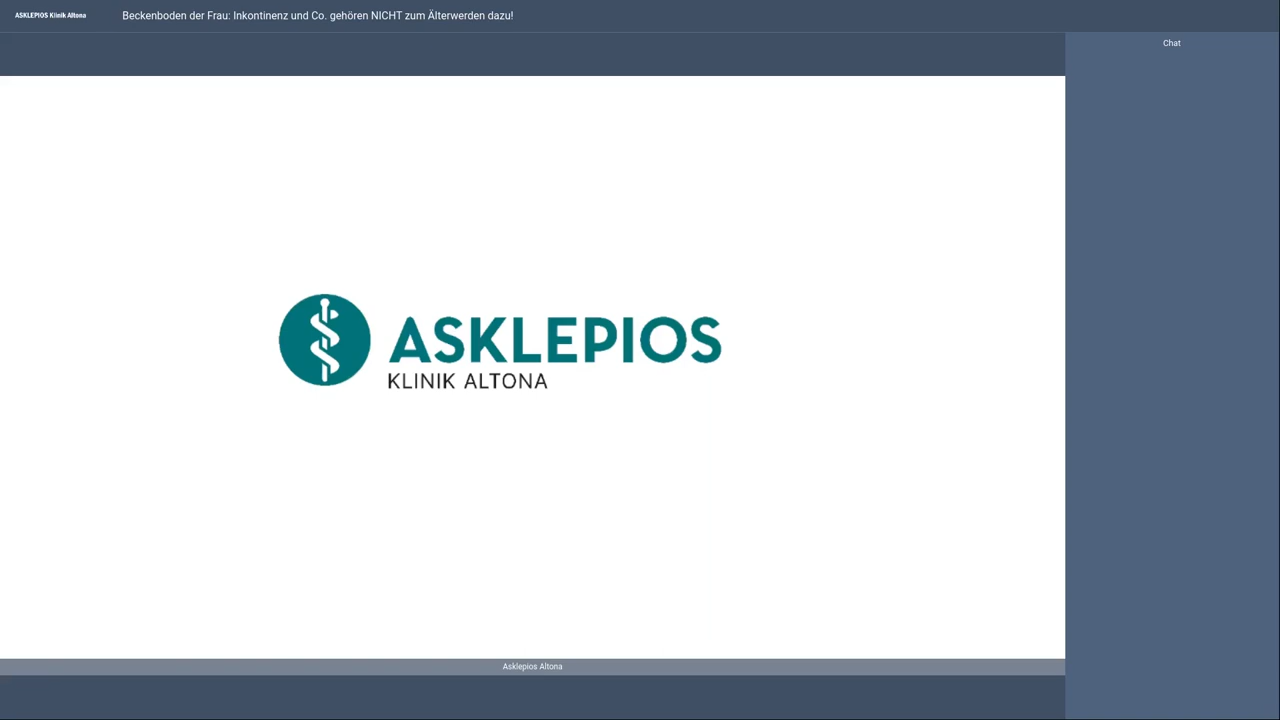 ASKLEPIOS Klinik Altona
Beckenboden der Frau: Inkontinenz und Co. gehören NICHT zum Älterwerden dazu!
Chat
ASKLEPIOS
KLINIK ALTONA
Asklepios Altona